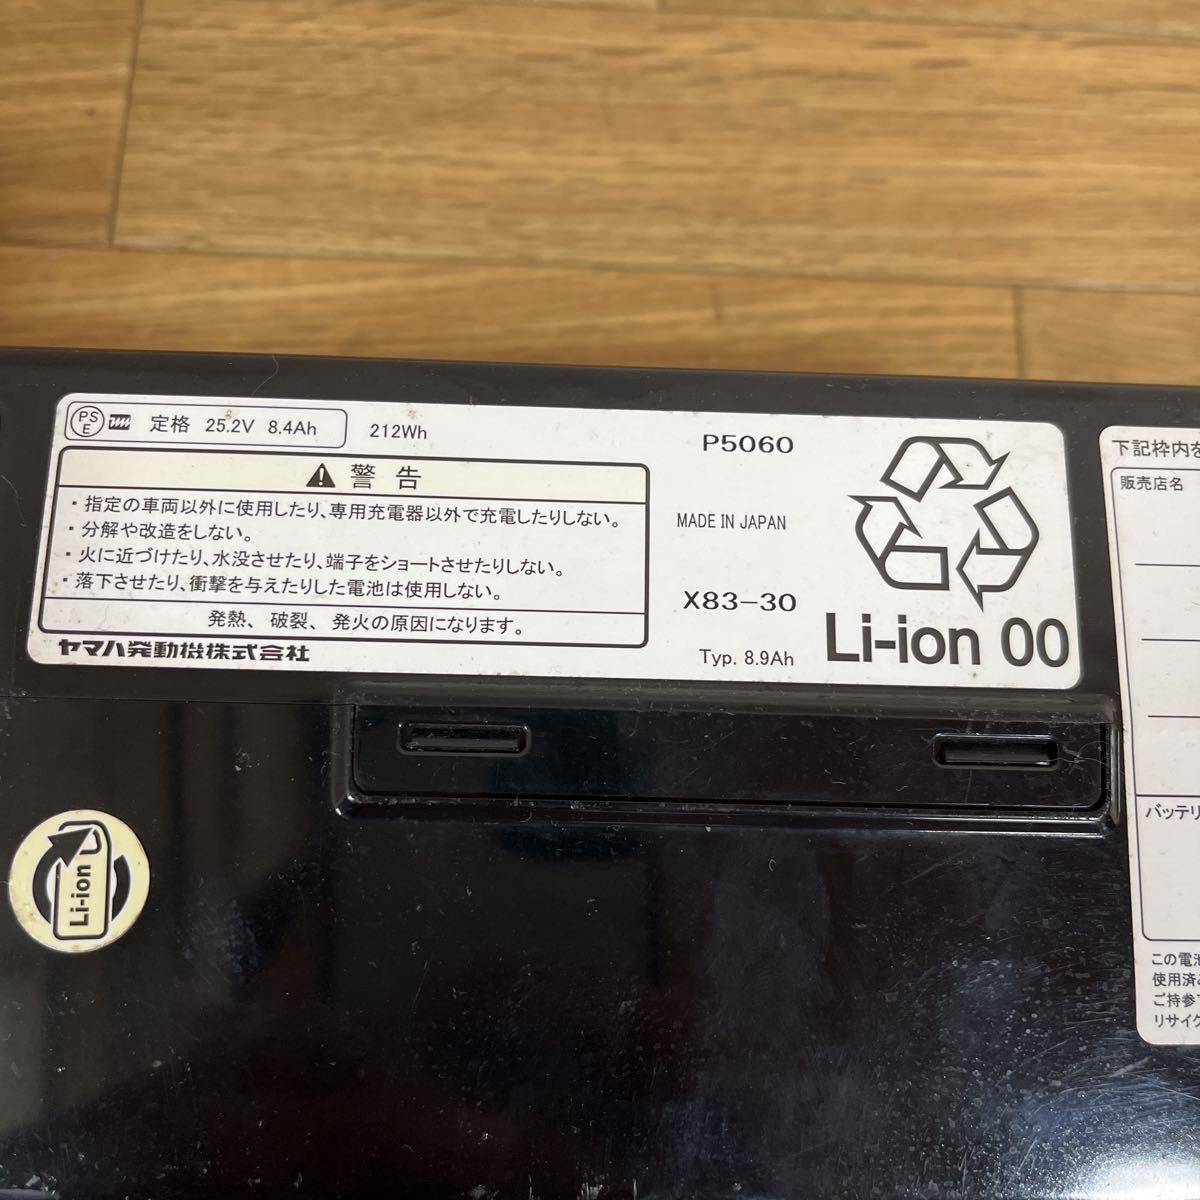 PSE 定格 25.2V 8.4Ah 212Wh
⚠ 警告
・指定の車両以外に使用したり、専用充電器以外で充電したりしない。
・分解や改造をしない。
・火に近づけたり、水没させたり、端子をショートさせたりしない。
・落下させたり、衝撃を与えたりした電池は使用しない。
発熱、破裂、発火の原因になります。
ヤマハ発動機株式会社
P5060
MADE IN JAPAN
X83-30
Typ. 8.9Ah
Li-ion 00
Li-ion
下記枠内を
販売店名
バッテリ
この電池
使用済み
ご持参下
リサイク